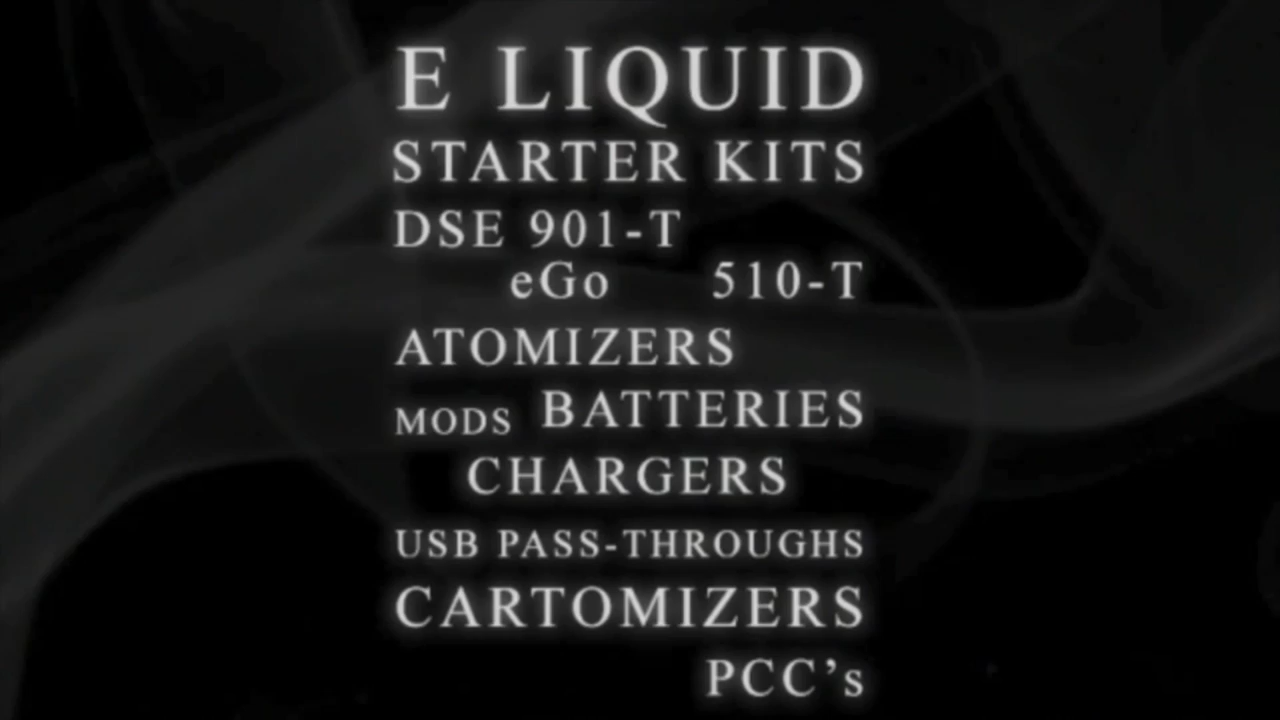 E LIQUID
STARTER KITS
DSE 901-T
eGo 510-T
ATOMIZERS
MODS BATTERIES
CHARGERS
USB PASS-THROUGHS
CARTOMIZERS
PCC’s